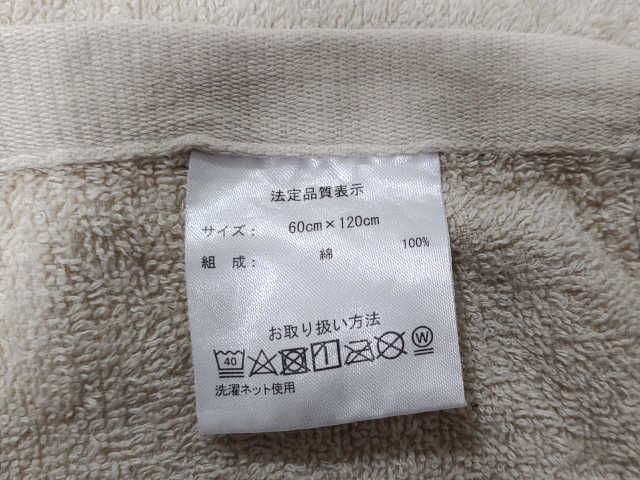 法定品質表示
サイズ： 60cm×120cm
組成： 綿 100%
お取り扱い方法
40 W
洗濯ネット使用